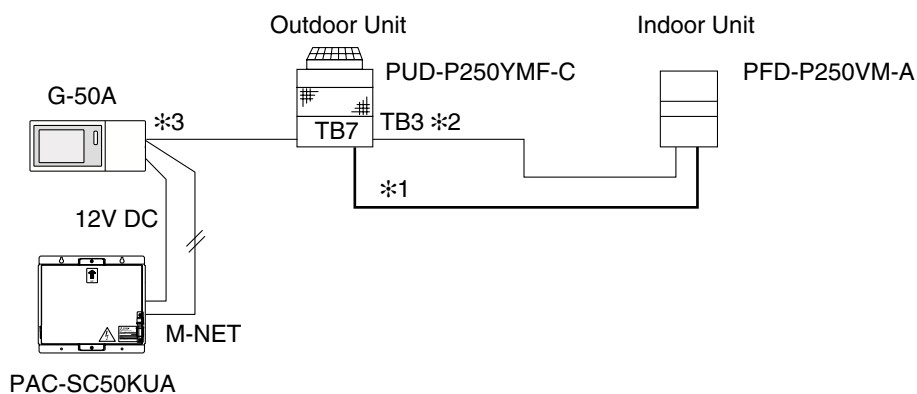 Outdoor Unit
Indoor Unit
PUD-P250YMF-C
PFD-P250VM-A
G-50A
✻3
TB7
TB3 ✻2
✻1
12V DC
M-NET
PAC-SC50KUA